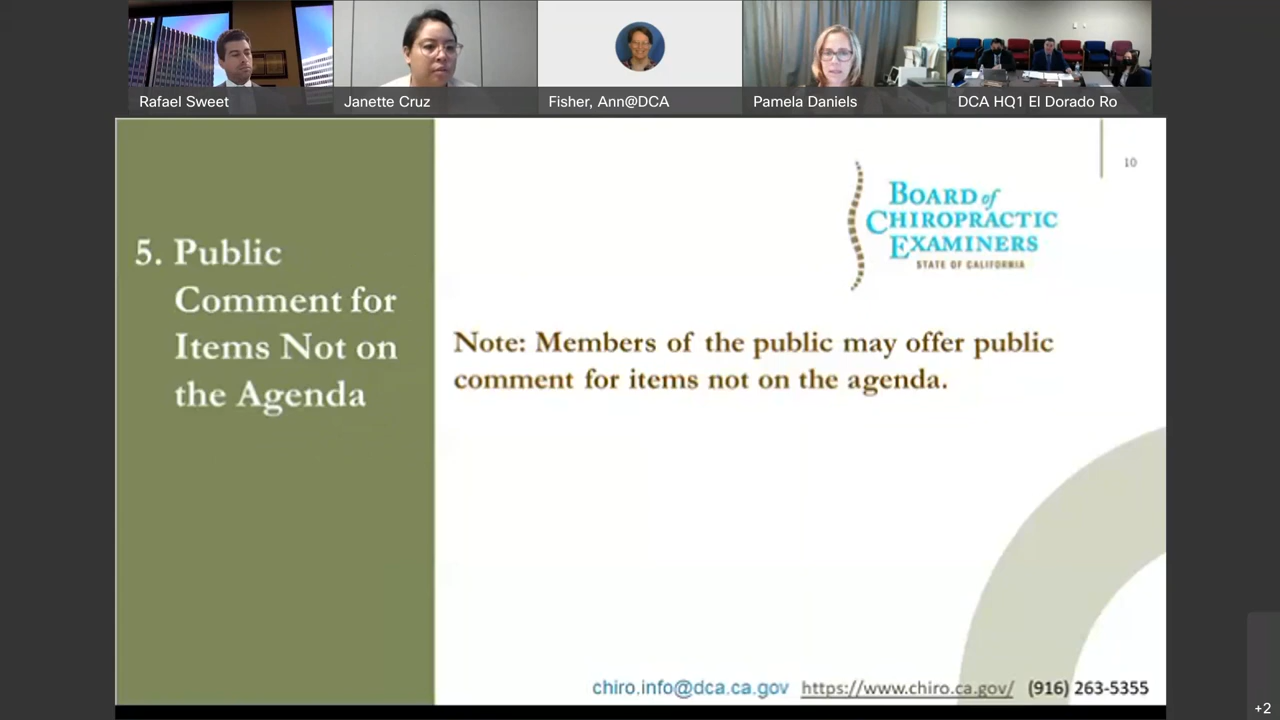 Rafael Sweet
Janette Cruz
Fisher, Ann@DCA
Pamela Daniels
DCA HQ1 El Dorado Ro
10
BOARD of
CHIROPRACTIC
EXAMINERS
STATE OF CALIFORNIA
5. Public
Comment for
Items Not on
the Agenda
Note: Members of the public may offer public
comment for items not on the agenda.
chiro.info@dca.ca.gov https://www.chiro.ca.gov/ (916) 263-5355
+2